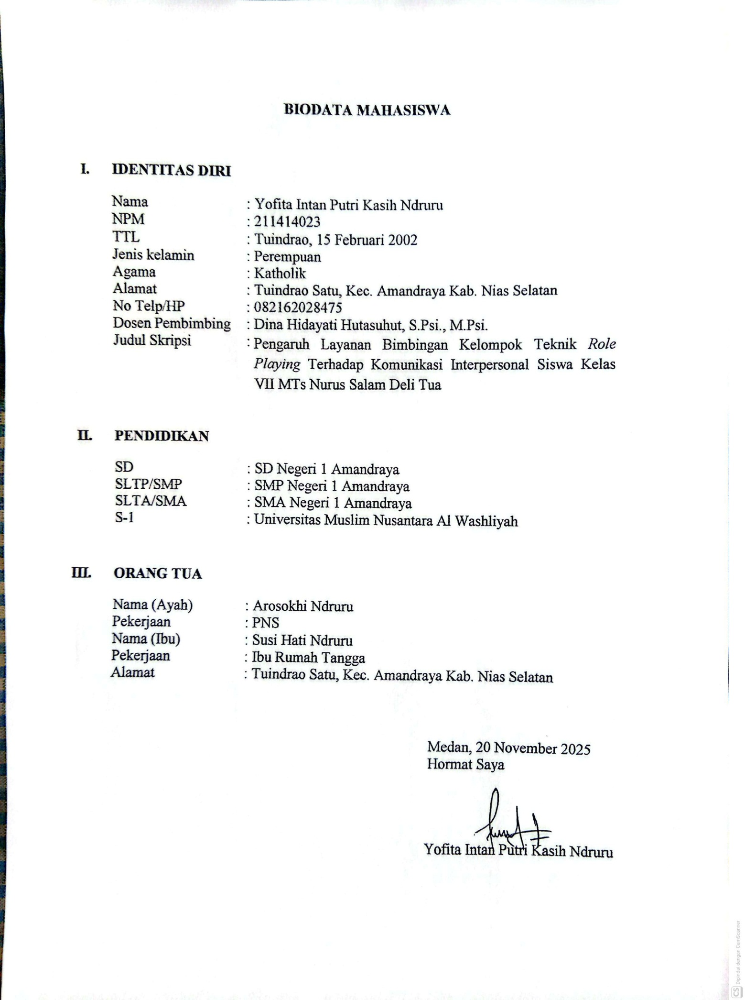 BIODATA MAHASISWA
I. IDENTITAS DIRI
Nama : Yofita Intan Putri Kasih Ndruru
NPM : 211414023
TTL : Tuindrao, 15 Februari 2002
Jenis kelamin : Perempuan
Agama : Katholik
Alamat : Tuindrao Satu, Kec. Amandraya Kab. Nias Selatan
No Telp/HP : 082162028475
Dosen Pembimbing : Dina Hidayati Hutasuhut, S.Psi., M.Psi.
Judul Skripsi : Pengaruh Layanan Bimbingan Kelompok Teknik Role
Playing Terhadap Komunikasi Interpersonal Siswa Kelas
VII MTs Nurus Salam Deli Tua
II. PENDIDIKAN
SD : SD Negeri 1 Amandraya
SLTP/SMP : SMP Negeri 1 Amandraya
SLTA/SMA : SMA Negeri 1 Amandraya
S-1 : Universitas Muslim Nusantara Al Washliyah
III. ORANG TUA
Nama (Ayah) : Arosokhi Ndruru
Pekerjaan : PNS
Nama (Ibu) : Susi Hati Ndruru
Pekerjaan : Ibu Rumah Tangga
Alamat : Tuindrao Satu, Kec. Amandraya Kab. Nias Selatan
Medan, 20 November 2025
Hormat Saya
Yofita Intan Putri Kasih Ndruru
CS Dipindai dengan CamScanner